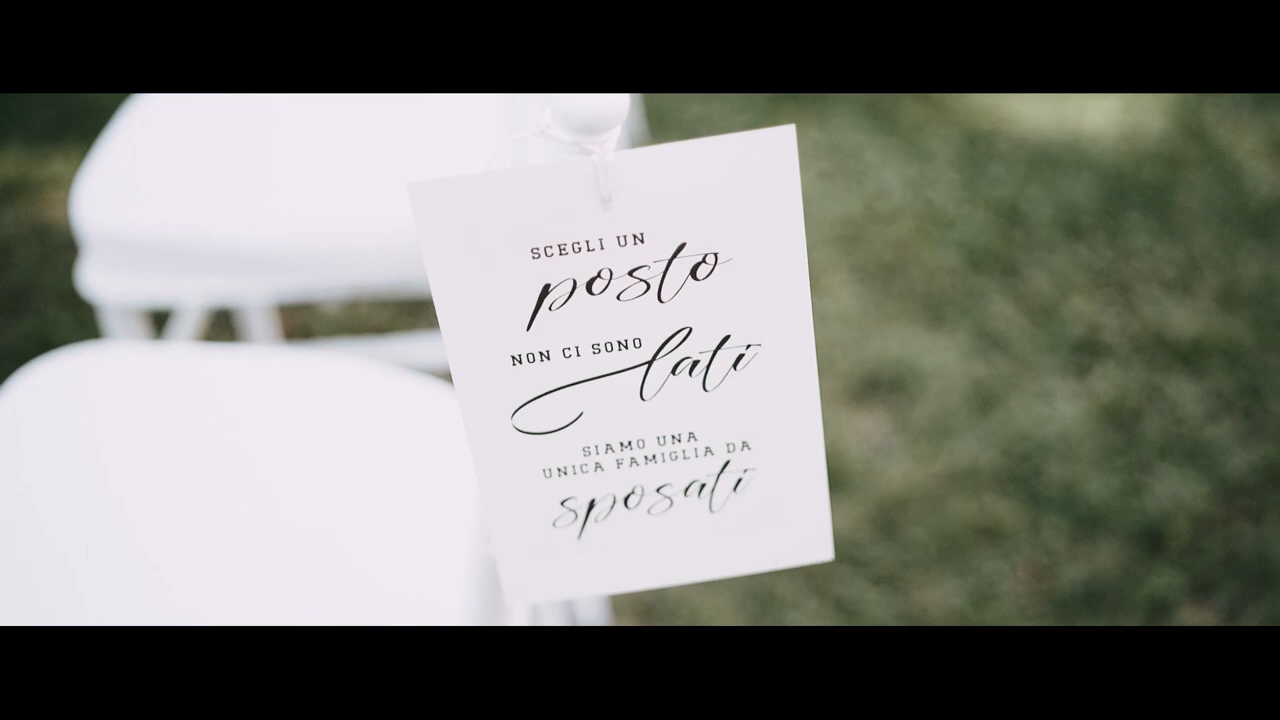 SCEGLI UN
posto
NON CI SONO lati
SIAMO UNA
UNICA FAMIGLIA DA
sposati